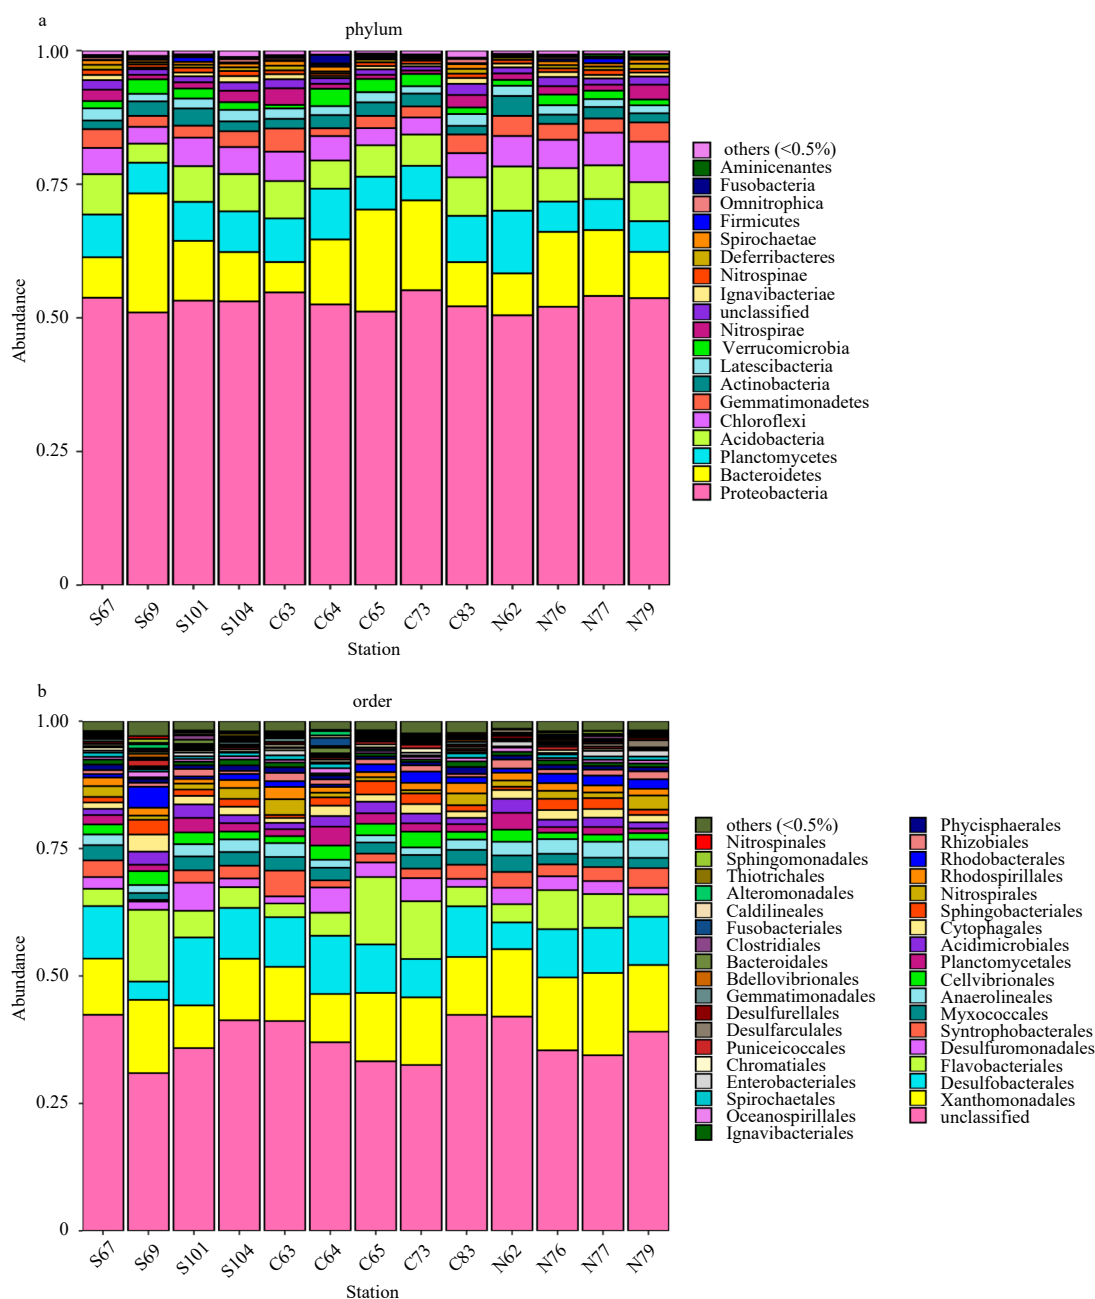 a
phylum
1.00
0.75
0.50
0.25
0
Abundance
S67
S69
S101
S104
C63
C64
C65
C73
C83
N62
N76
N77
N79
Station
others (<0.5%)
Aminicenantes
Fusobacteria
Omnitrophica
Firmicutes
Spirochaetae
Deferribacteres
Nitrospinae
Ignavibacteriae
unclassified
Nitrospirae
Verrucomicrobia
Latescibacteria
Actinobacteria
Gemmatimonadetes
Chloroflexi
Acidobacteria
Planctomycetes
Bacteroidetes
Proteobacteria
b
order
1.00
0.75
0.50
0.25
0
Abundance
S67
S69
S101
S104
C63
C64
C65
C73
C83
N62
N76
N77
N79
Station
others (<0.5%)
Nitrospinales
Sphingomonadales
Thiotrichales
Alteromonadales
Caldilineales
Fusobacteriales
Clostridiales
Bacteroidales
Bdellovibrionales
Gemmatimonadales
Desulfurellales
Desulfarculales
Puniceicoccales
Chromatiales
Enterobacteriales
Spirochaetales
Oceanospirillales
Ignavibacteriales
Phycisphaerales
Rhizobiales
Rhodobacterales
Rhodospirillales
Nitrospirales
Sphingobacteriales
Cytophagales
Acidimicrobiales
Planctomycetales
Cellvibrionales
Anaerolineales
Myxococcales
Syntrophobacterales
Desulfuromonadales
Flavobacteriales
Desulfobacterales
Xanthomonadales
unclassified